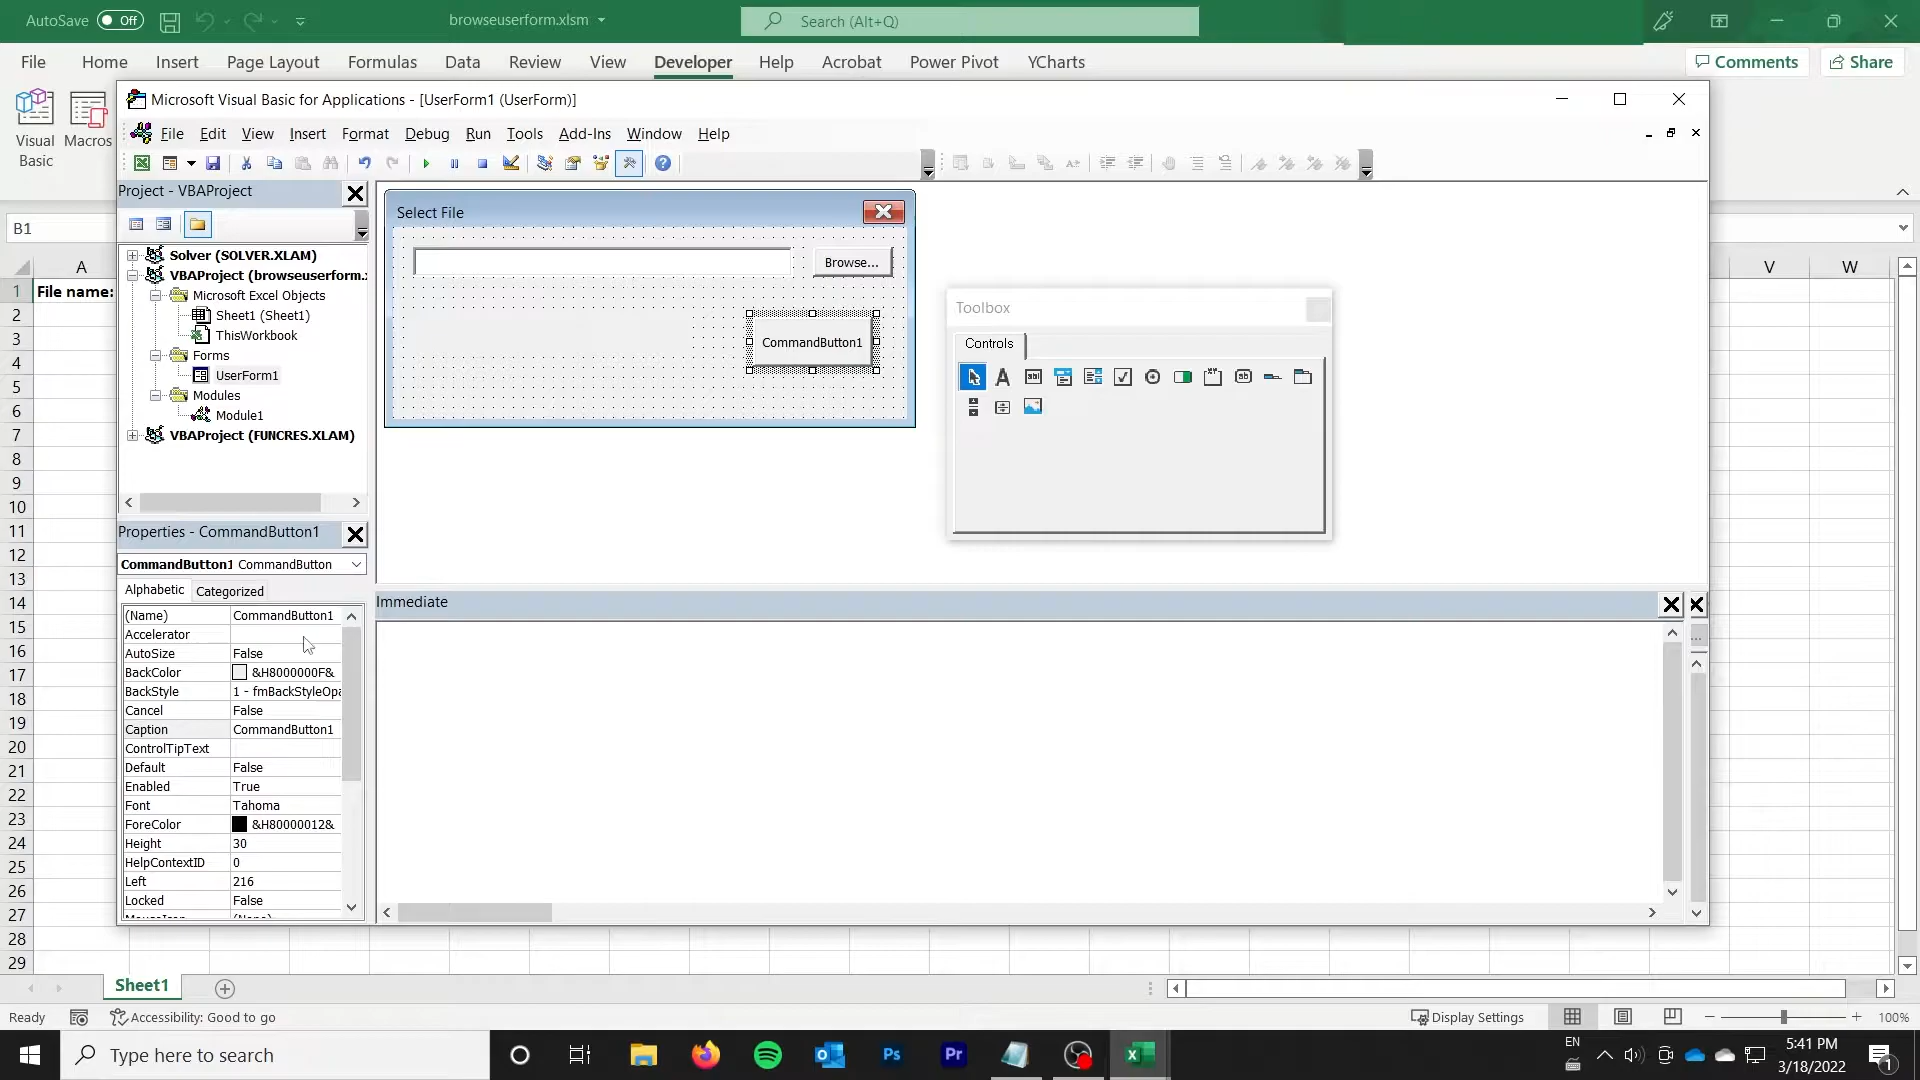 AutoSave Off browseuserform.xlsm Search (Alt+Q)
File Home Insert Page Layout Formulas Data Review View Developer Help Acrobat Power Pivot YCharts Comments Share
Visual Basic Macros
Microsoft Visual Basic for Applications - [UserForm1 (UserForm)]
File Edit View Insert Format Debug Run Tools Add-Ins Window Help
Project - VBAProject
Solver (SOLVER.XLAM)
VBAProject (browseuserform.
Microsoft Excel Objects
Sheet1 (Sheet1)
ThisWorkbook
Forms
UserForm1
Modules
Module1
VBAProject (FUNCRES.XLAM)
Select File
Browse...
CommandButton1
Toolbox
Controls
Properties - CommandButton1
CommandButton1 CommandButton
Alphabetic Categorized
(Name) CommandButton1
Accelerator
AutoSize False
BackColor &H8000000F&
BackStyle 1 - fmBackStyleOpa
Cancel False
Caption CommandButton1
ControlTipText
Default False
Enabled True
Font Tahoma
ForeColor &H80000012&
Height 30
HelpContextID 0
Left 216
Locked False
Immediate
B1
A V W
1 File name:
2
3
4
5
6
7
8
9
10
11
12
13
14
15
16
17
18
19
20
21
22
23
24
25
26
27
28
29
Sheet1
Ready Accessibility: Good to go Display Settings 100%
Type here to search
Ps Pr
EN
5:41 PM
3/18/2022
1